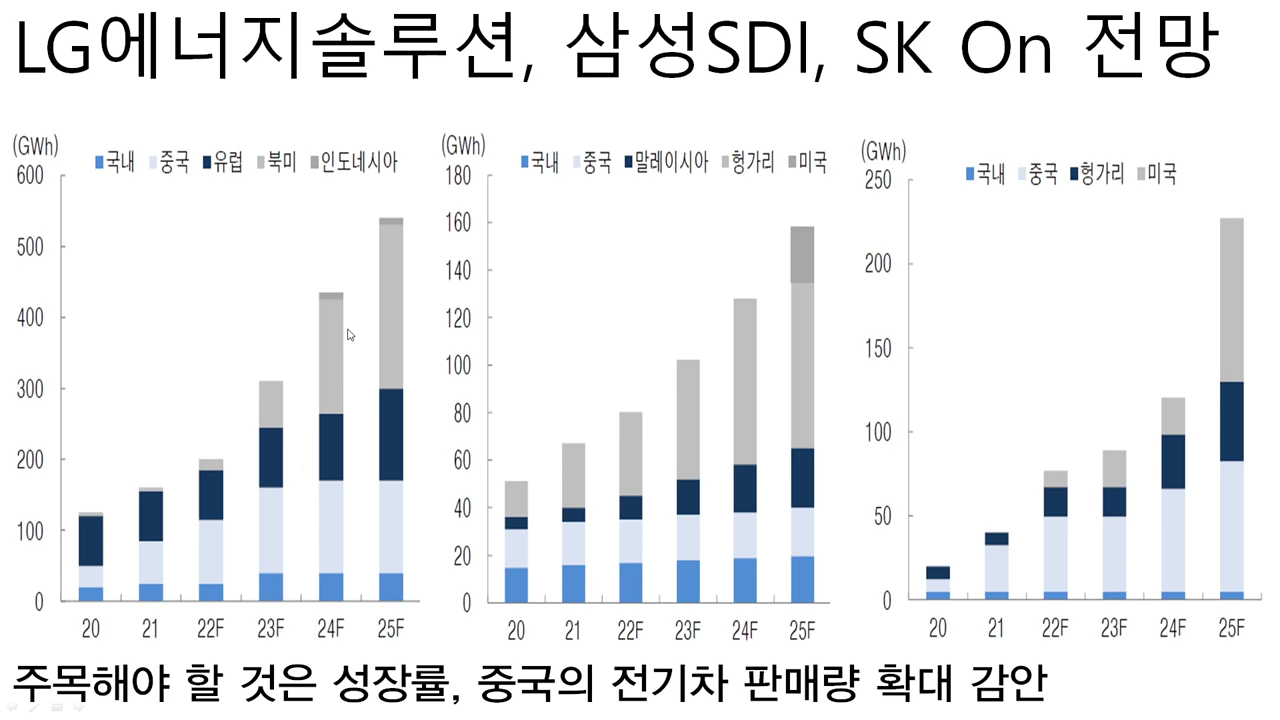 LG에너지솔루션, 삼성SDI, SK On 전망
(GWh)
국내 중국 유럽 북미 인도네시아
600
500
400
300
200
100
0
20 21 22F 23F 24F 25F
(GWh)
국내 중국 말레이시아 헝가리 미국
180
160
140
120
100
80
60
40
20
0
20 21 22F 23F 24F 25F
(GWh)
국내 중국 헝가리 미국
250
200
150
100
50
0
20 21 22F 23F 24F 25F
주목해야 할 것은 성장률, 중국의 전기차 판매량 확대 감안